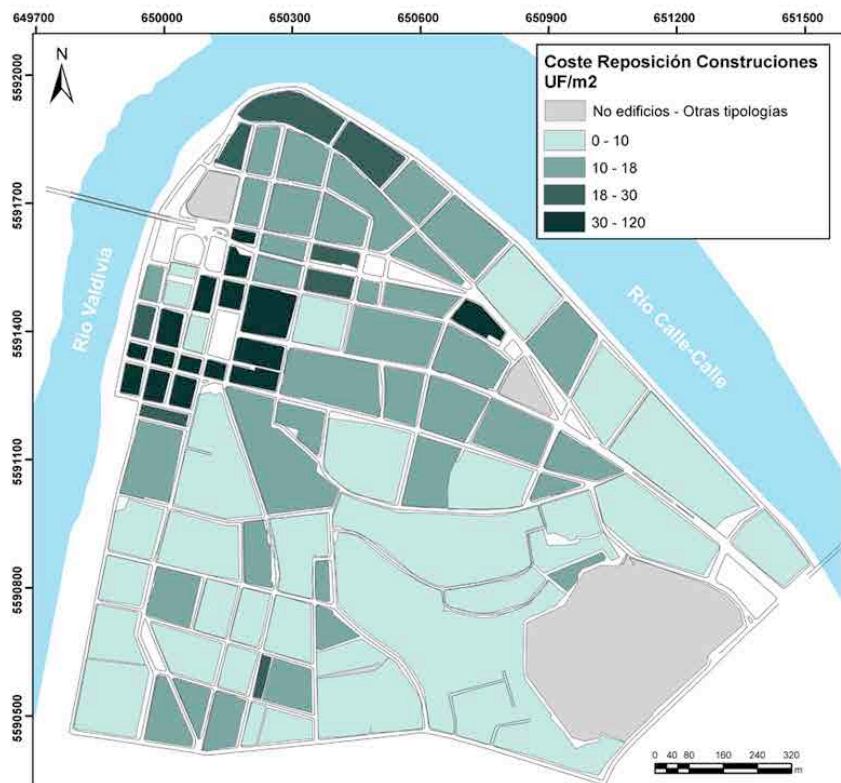 649700 650000 650300 650600 650900 651200 651500
5592000
5591700
5591400
5591100
5590800
5590500
N
Coste Reposición Construciones
UF/m2
No edificios - Otras tipologías
0 - 10
10 - 18
18 - 30
30 - 120
Río Valdivia
Río Calle-Calle
0 40 80 160 240 320
m